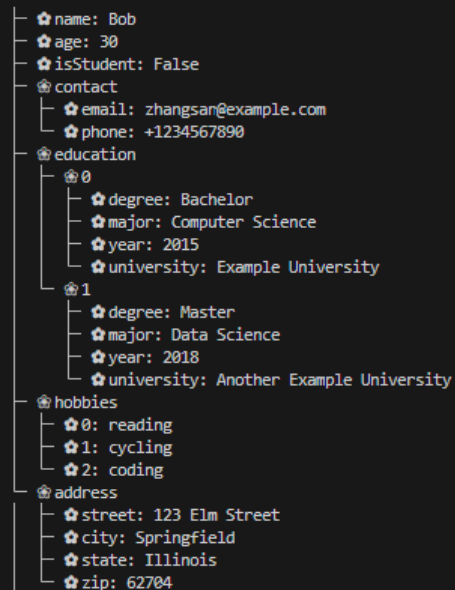 ├─ ✿name: Bob
├─ ✿age: 30
├─ ✿isStudent: False
├─ ❀contact
│  ├─ ✿email: zhangsan@example.com
│  └─ ✿phone: +1234567890
├─ ❀education
│  ├─ ❀0
│  │  ├─ ✿degree: Bachelor
│  │  ├─ ✿major: Computer Science
│  │  ├─ ✿year: 2015
│  │  └─ ✿university: Example University
│  └─ ❀1
│     ├─ ✿degree: Master
│     ├─ ✿major: Data Science
│     ├─ ✿year: 2018
│     └─ ✿university: Another Example University
├─ ❀hobbies
│  ├─ ✿0: reading
│  ├─ ✿1: cycling
│  └─ ✿2: coding
└─ ❀address
│  ├─ ✿street: 123 Elm Street
│  ├─ ✿city: Springfield
│  ├─ ✿state: Illinois
│  └─ ✿zip: 62704